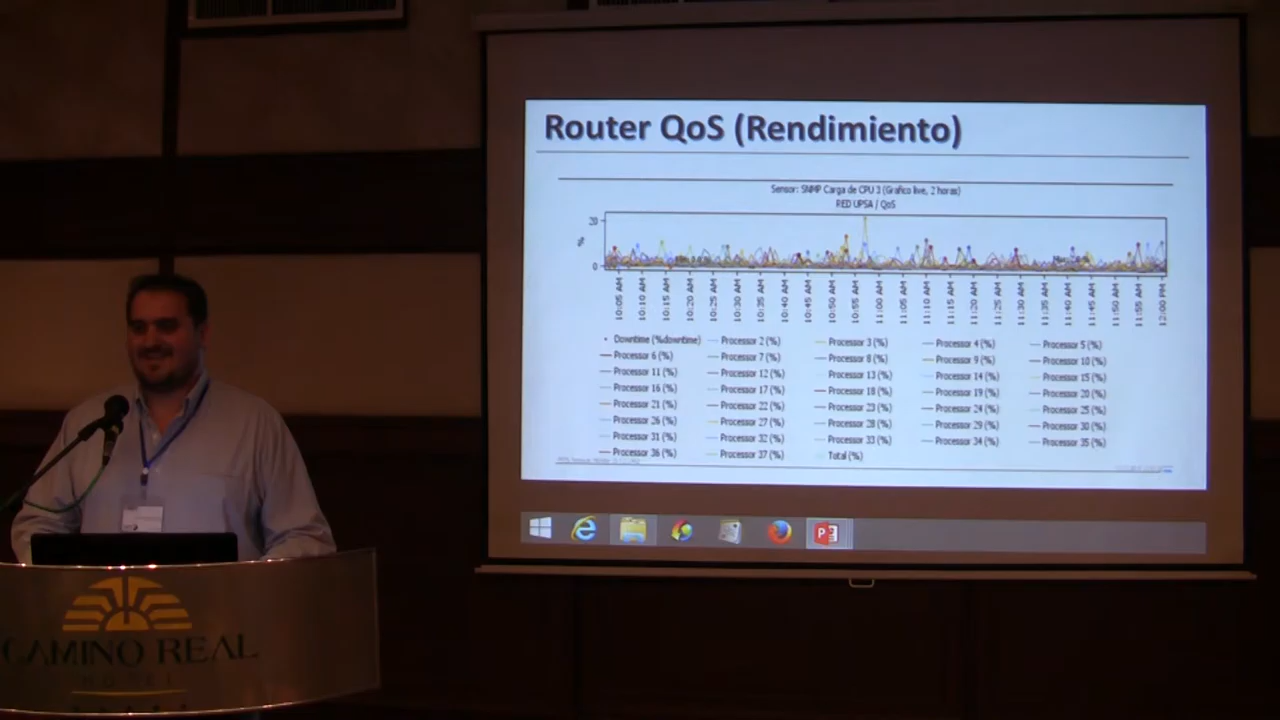 Router QoS (Rendimiento)
Sensor: SNMP Carga de CPU 3 (Grafico live, 2 horas)
RED UPSA / QoS
20
%
0
10:05 AM 10:10 AM 10:15 AM 10:20 AM 10:25 AM 10:30 AM 10:35 AM 10:40 AM 10:45 AM 10:50 AM 10:55 AM 11:00 AM 11:05 AM 11:10 AM 11:15 AM 11:20 AM 11:25 AM 11:30 AM 11:35 AM 11:40 AM 11:45 AM 11:50 AM 11:55 AM 12:00 PM
Downtime (%downtime) Processor 2 (%) Processor 3 (%) Processor 4 (%) Processor 5 (%)
Processor 6 (%) Processor 7 (%) Processor 8 (%) Processor 9 (%) Processor 10 (%)
Processor 11 (%) Processor 12 (%) Processor 13 (%) Processor 14 (%) Processor 15 (%)
Processor 16 (%) Processor 17 (%) Processor 18 (%) Processor 19 (%) Processor 20 (%)
Processor 21 (%) Processor 22 (%) Processor 23 (%) Processor 24 (%) Processor 25 (%)
Processor 26 (%) Processor 27 (%) Processor 28 (%) Processor 29 (%) Processor 30 (%)
Processor 31 (%) Processor 32 (%) Processor 33 (%) Processor 34 (%) Processor 35 (%)
Processor 36 (%) Processor 37 (%) Total (%)
CAMINO REAL
HOTEL